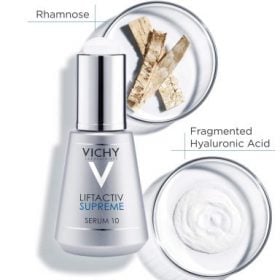 Rhamnose
Fragmented
Hyaluronic Acid
VICHY
LIFTACTIV
SUPREME
SERUM 10